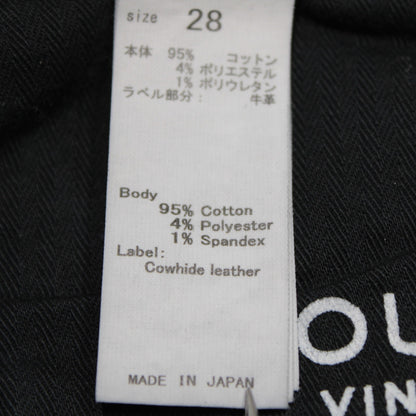 size 28
本体 95% コットン
4% ポリエステル
1% ポリウレタン
ラベル部分: 牛革
Body
95% Cotton
4% Polyester
1% Spandex
Label:
Cowhide leather
MADE IN JAPAN
OU
VIN